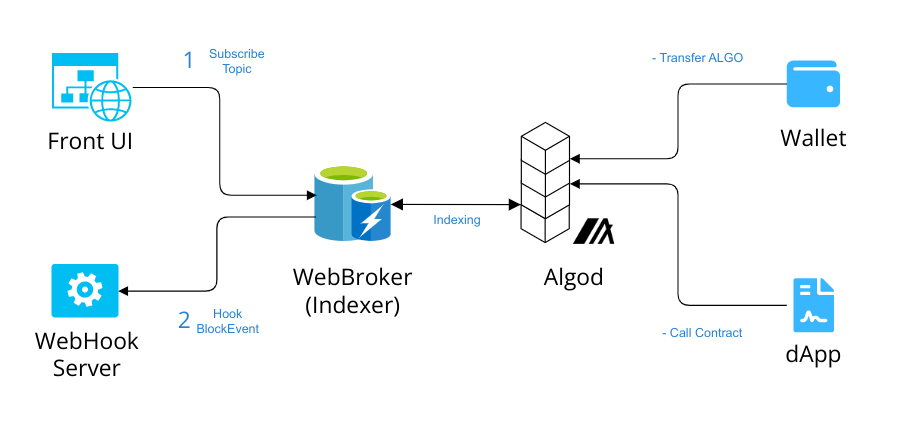 1
Subscribe
Topic
- Transfer ALGO
Front UI
Wallet
Indexing
WebBroker
(Indexer)
Algod
2
Hook
BlockEvent
- Call Contract
WebHook
Server
dApp